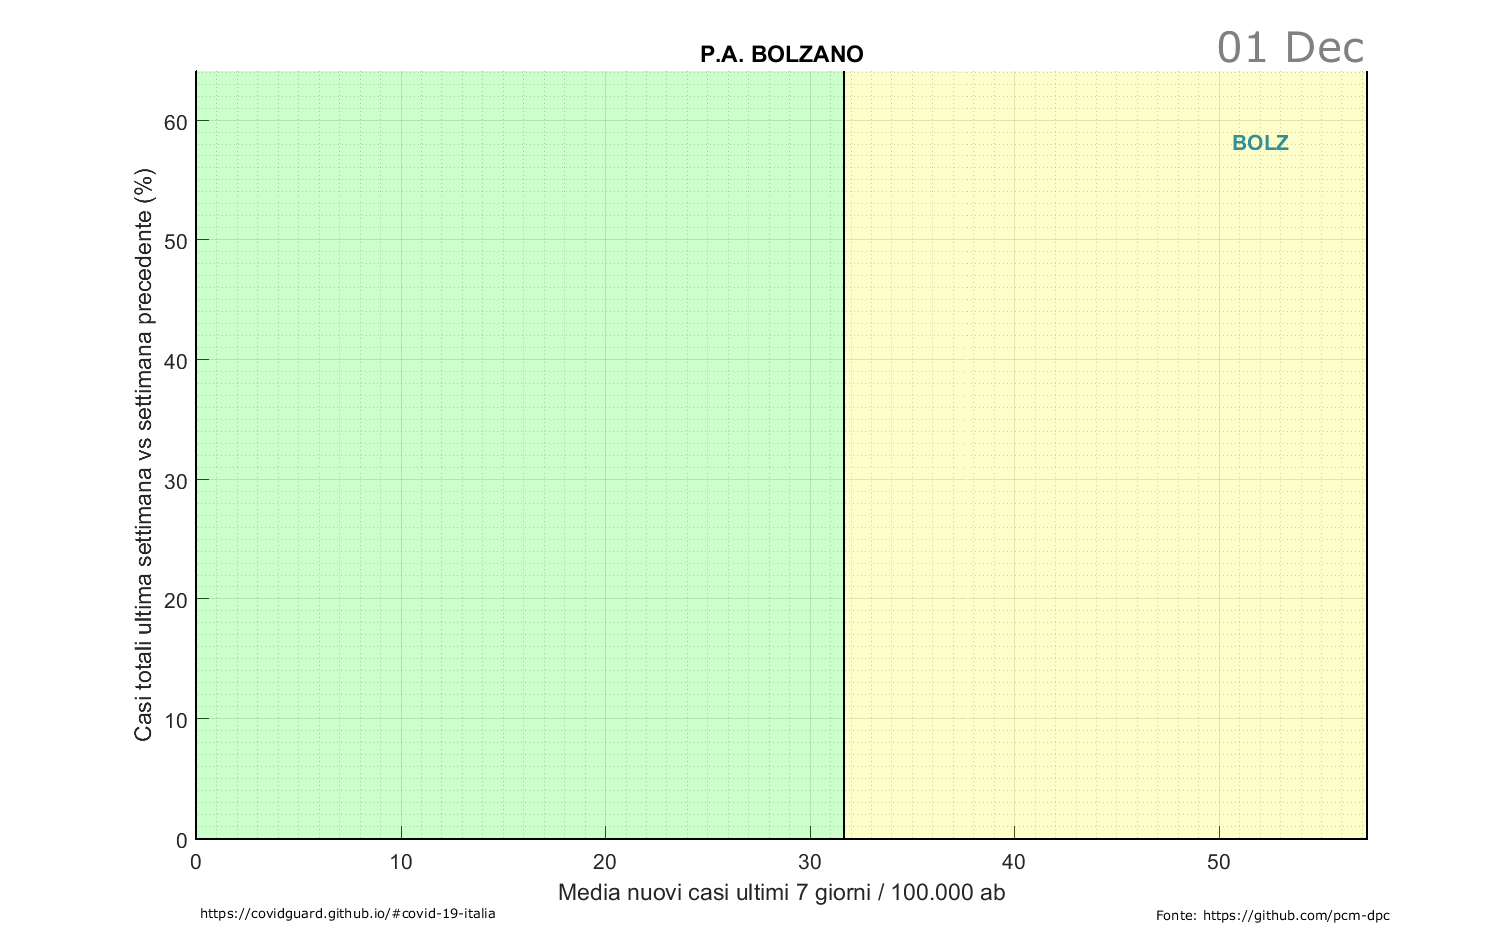 P.A. BOLZANO
01 Dec
BOLZ
60
50
40
30
20
10
0
Casi totali ultima settimana vs settimana precedente (%)
0 10 20 30 40 50
Media nuovi casi ultimi 7 giorni / 100.000 ab
https://covidguard.github.io/#covid-19-italia
Fonte: https://github.com/pcm-dpc